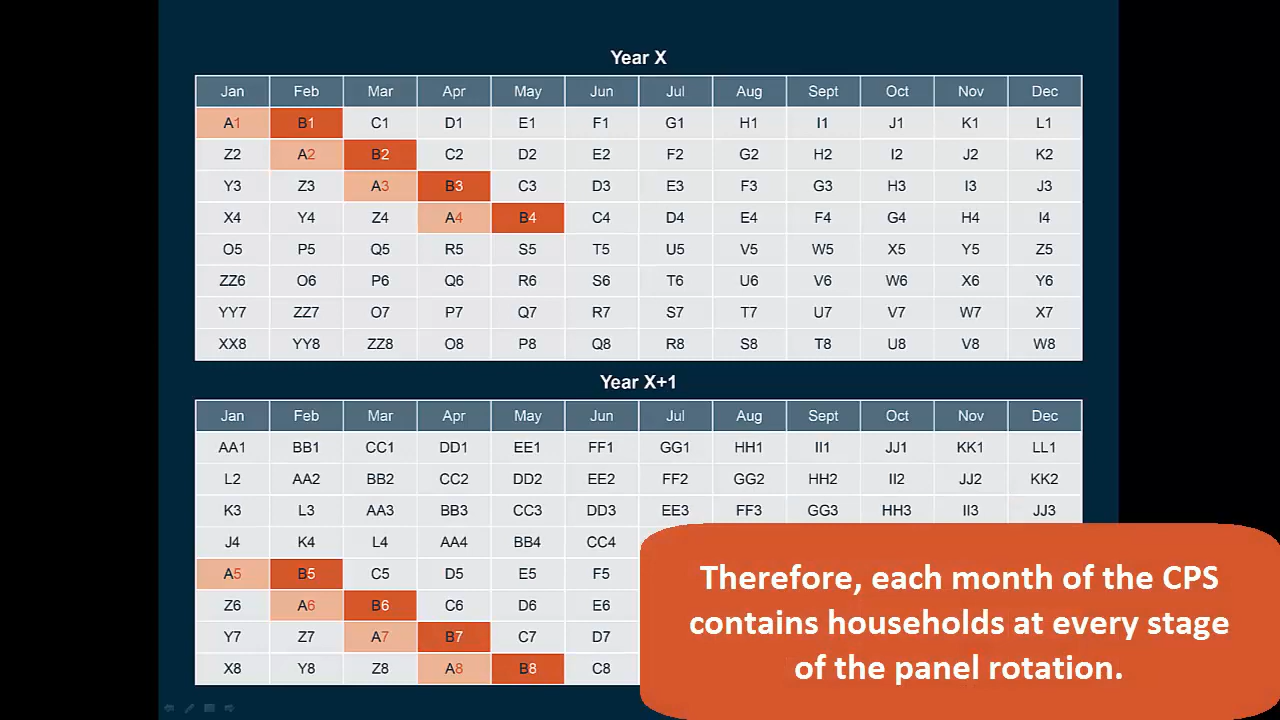 Year X
Jan Feb Mar Apr May Jun Jul Aug Sept Oct Nov Dec
A1 B1 C1 D1 E1 F1 G1 H1 I1 J1 K1 L1
Z2 A2 B2 C2 D2 E2 F2 G2 H2 I2 J2 K2
Y3 Z3 A3 B3 C3 D3 E3 F3 G3 H3 I3 J3
X4 Y4 Z4 A4 B4 C4 D4 E4 F4 G4 H4 I4
O5 P5 Q5 R5 S5 T5 U5 V5 W5 X5 Y5 Z5
ZZ6 O6 P6 Q6 R6 S6 T6 U6 V6 W6 X6 Y6
YY7 ZZ7 O7 P7 Q7 R7 S7 T7 U7 V7 W7 X7
XX8 YY8 ZZ8 O8 P8 Q8 R8 S8 T8 U8 V8 W8
Year X+1
Jan Feb Mar Apr May Jun Jul Aug Sept Oct Nov Dec
AA1 BB1 CC1 DD1 EE1 FF1 GG1 HH1 II1 JJ1 KK1 LL1
L2 AA2 BB2 CC2 DD2 EE2 FF2 GG2 HH2 II2 JJ2 KK2
K3 L3 AA3 BB3 CC3 DD3 EE3 FF3 GG3 HH3 II3 JJ3
J4 K4 L4 AA4 BB4 CC4
A5 B5 C5 D5 E5 F5
Z6 A6 B6 C6 D6 E6
Y7 Z7 A7 B7 C7 D7
X8 Y8 Z8 A8 B8 C8
Therefore, each month of the CPS
contains households at every stage
of the panel rotation.